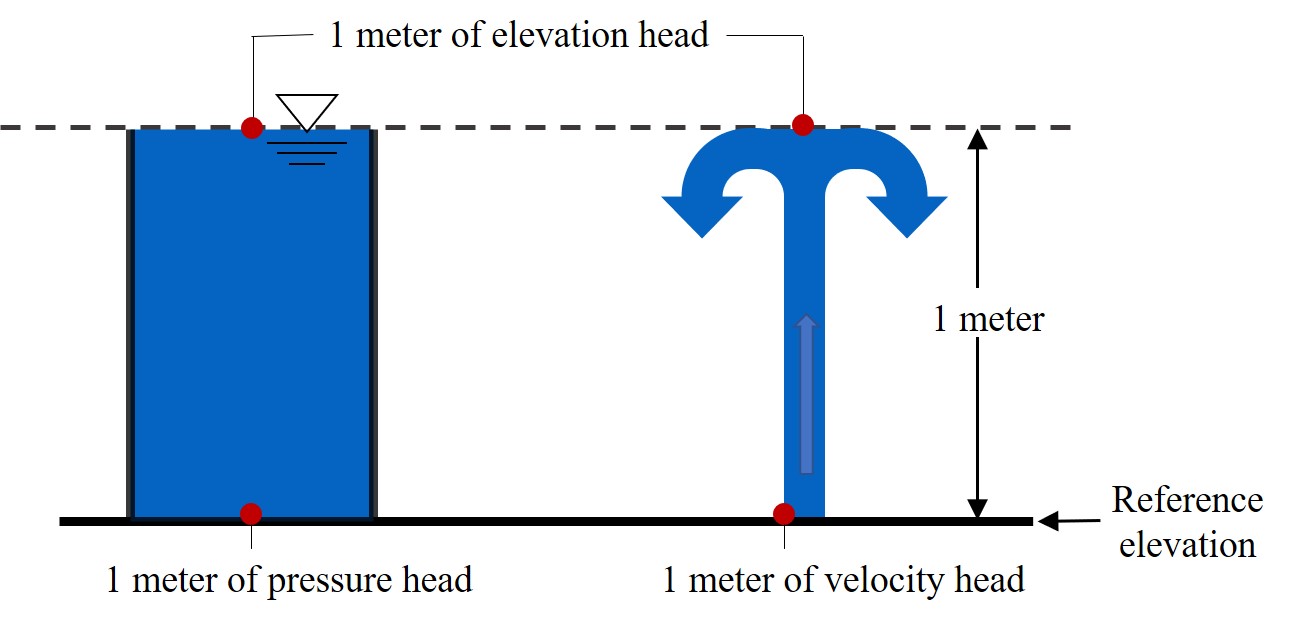 1 meter of elevation head
1 meter
Reference
elevation
1 meter of pressure head
1 meter of velocity head